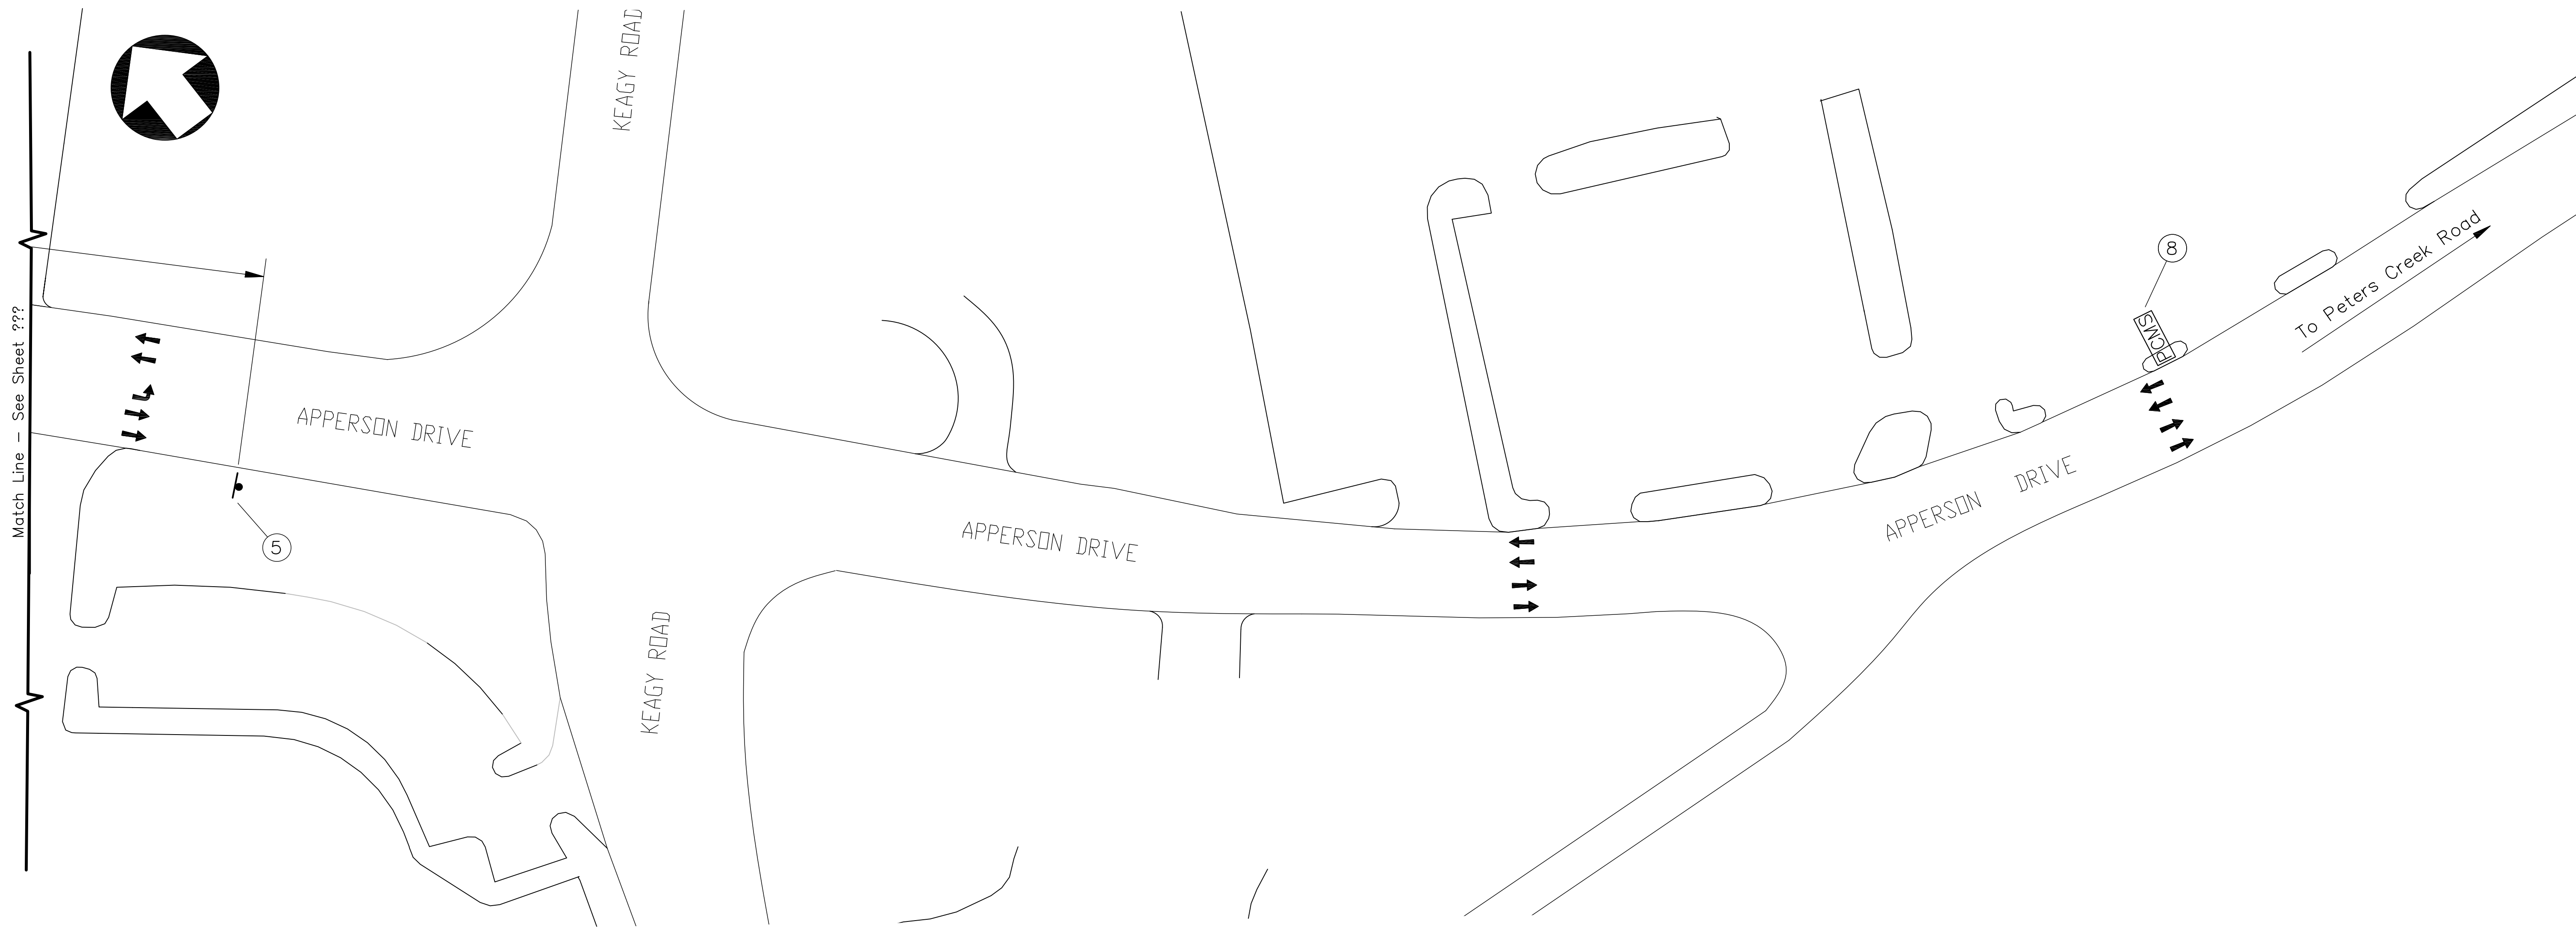 KEAGY ROAD
Match Line – See Sheet ???
APPERSON DRIVE
5
KEAGY ROAD
APPERSON DRIVE
APPERSON DRIVE
8
PCMS
To Peters Creek Road